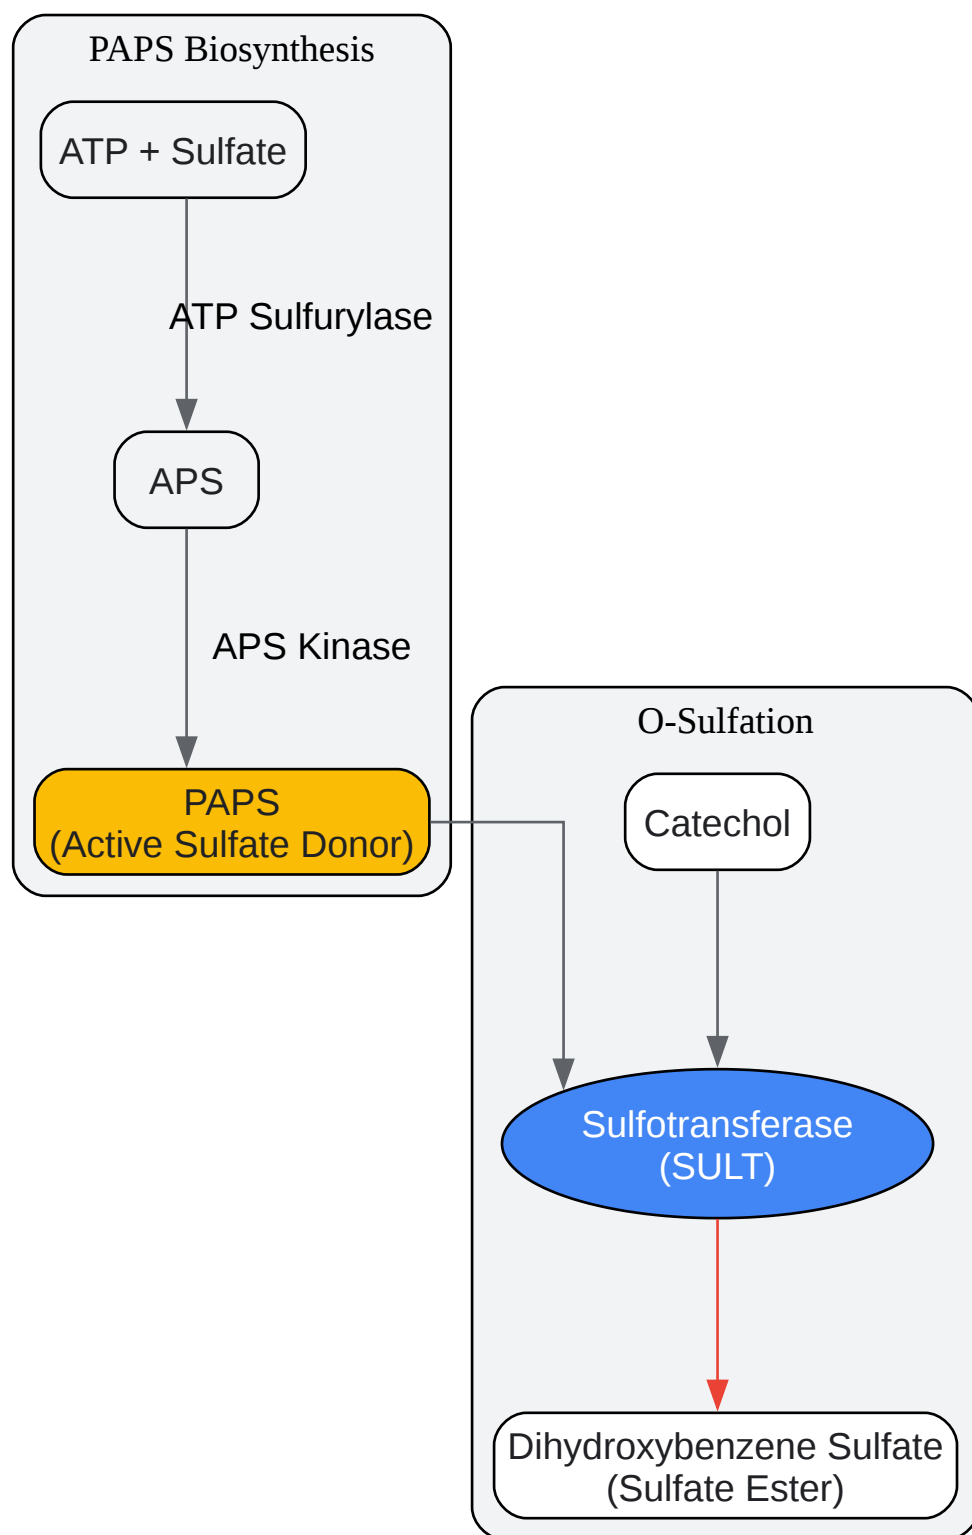 PAPS Biosynthesis
ATP + Sulfate
ATP Sulfurylase
APS
APS Kinase
PAPS
(Active Sulfate Donor)
O-Sulfation
Catechol
Sulfotransferase
(SULT)
Dihydroxybenzene Sulfate
(Sulfate Ester)